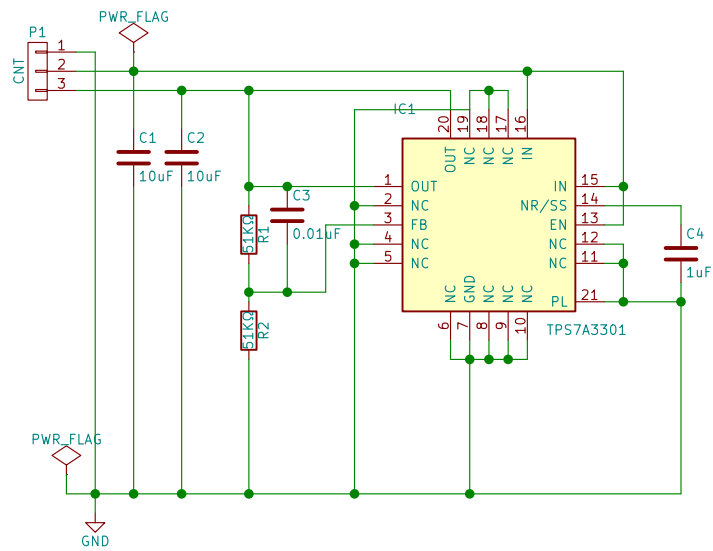 PWR_FLAG
P1
CNT
1
2
3
C1
10uF
C2
10uF
C3
0.01uF
51KΩ
R1
51KΩ
R2
IC1
20
19
18
17
16
OUT
NC
NC
NC
IN
1
OUT
2
NC
3
FB
4
NC
5
NC
IN
15
NR/SS
14
EN
13
NC
12
NC
11
PL
21
NC
GND
NC
NC
NC
6
7
8
9
10
TPS7A3301
C4
1uF
PWR_FLAG
GND